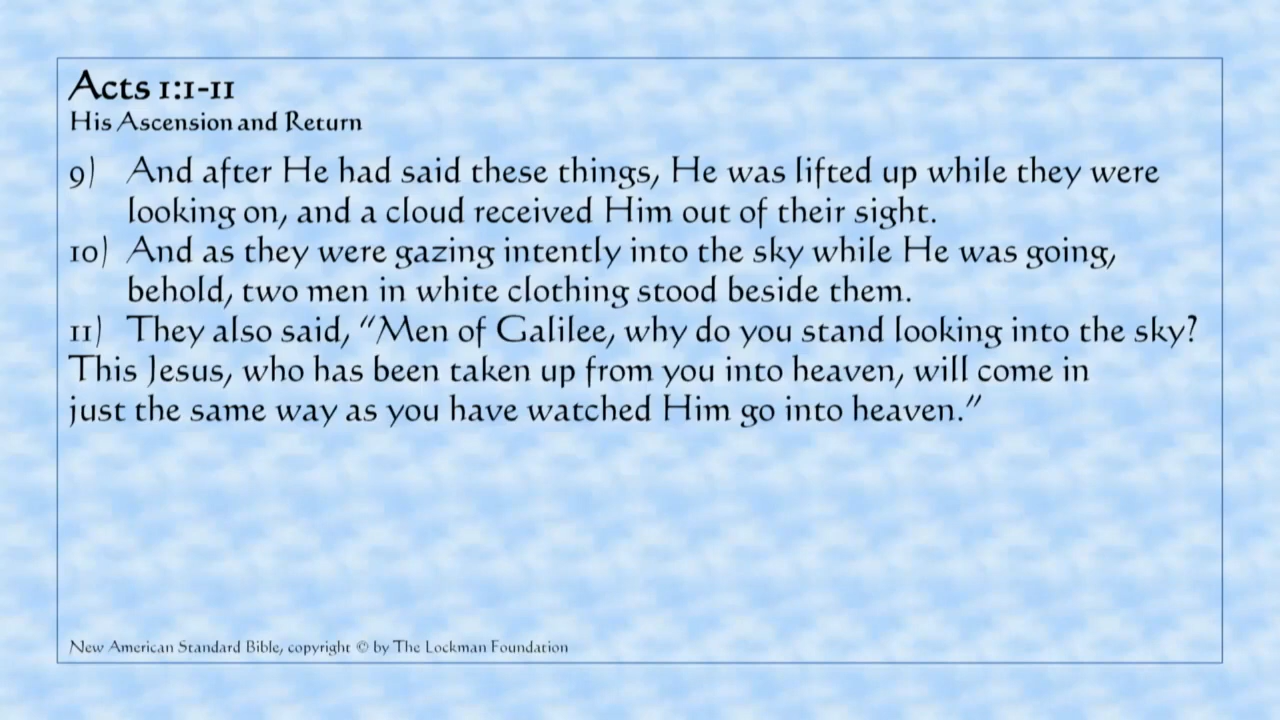 Acts 1:1-11
His Ascension and Return
9) And after He had said these things, He was lifted up while they were
looking on, and a cloud received Him out of their sight.
10) And as they were gazing intently into the sky while He was going,
behold, two men in white clothing stood beside them.
11) They also said, “Men of Galilee, why do you stand looking into the sky?
This Jesus, who has been taken up from you into heaven, will come in
just the same way as you have watched Him go into heaven.”
New American Standard Bible, copyright © by The Lockman Foundation